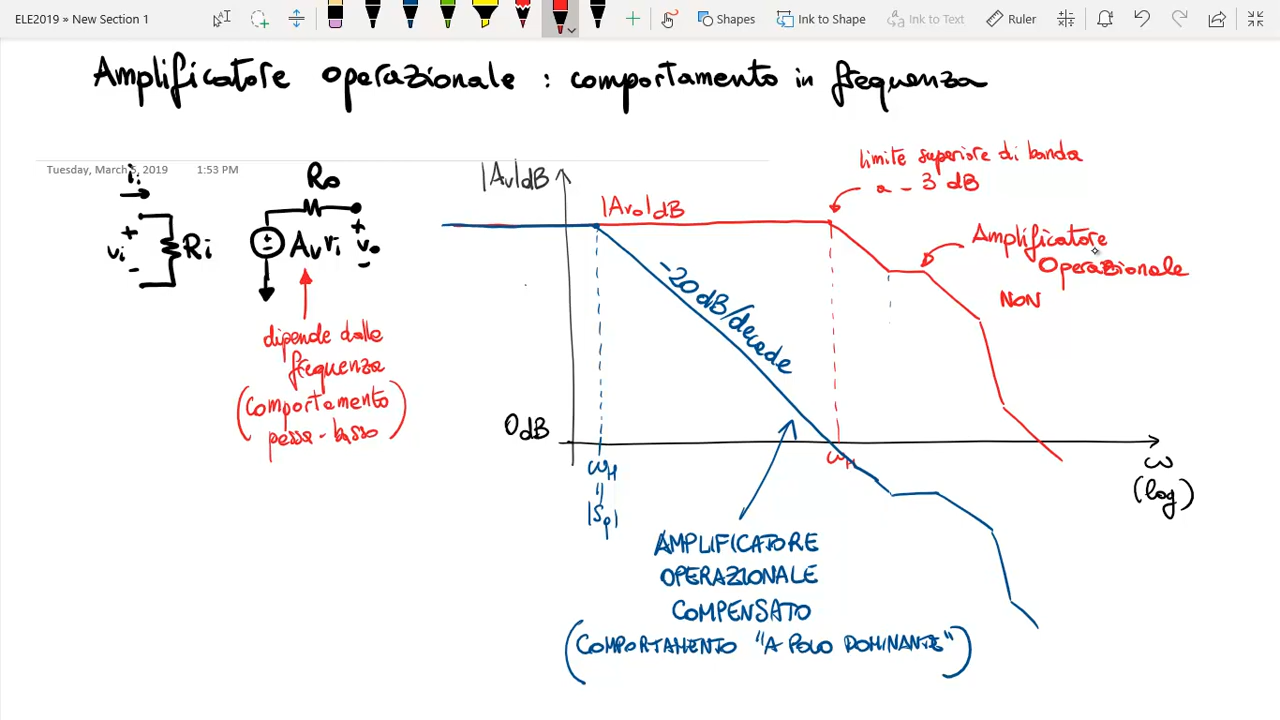 ELE2019 » New Section 1
Shapes
Ink to Shape
Ink to Text
Ruler
Amplificatore operazionale : comportamento in frequenza
Tuesday, March 5, 2019 1:53 PM
ii
Ro
+
vi
-
Ri
Av vi
+
vo
-
dipende dalla
frequenza
(comportamento
passa-basso)
|Av|dB
|Avo|dB
limite superiore di banda
a -3 dB
Amplificatore
Operazionale
NON
-20dB/decade
0dB
ωH
=
|Sp|
ωH
ω
(log)
AMPLIFICATORE
OPERAZIONALE
COMPENSATO
(COMPORTAMENTO "A POLO DOMINANTE")